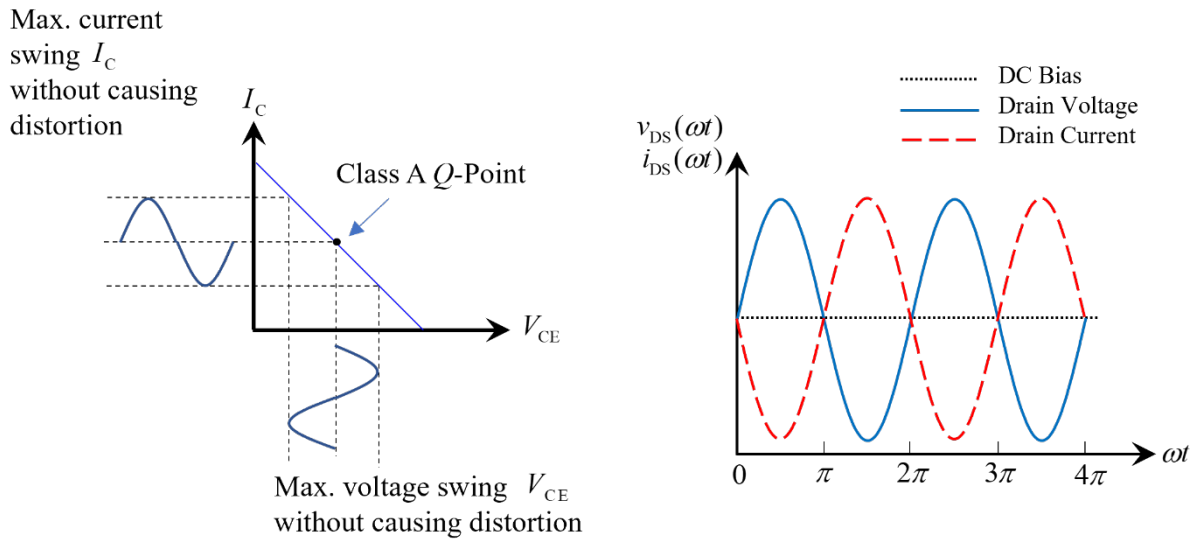 Max. current
swing I_C
without causing
distortion
I_C
Class A Q-Point
V_CE
Max. voltage swing V_CE
without causing distortion
DC Bias
Drain Voltage
Drain Current
v_DS(ωt)
i_DS(ωt)
0 π 2π 3π 4π ωt